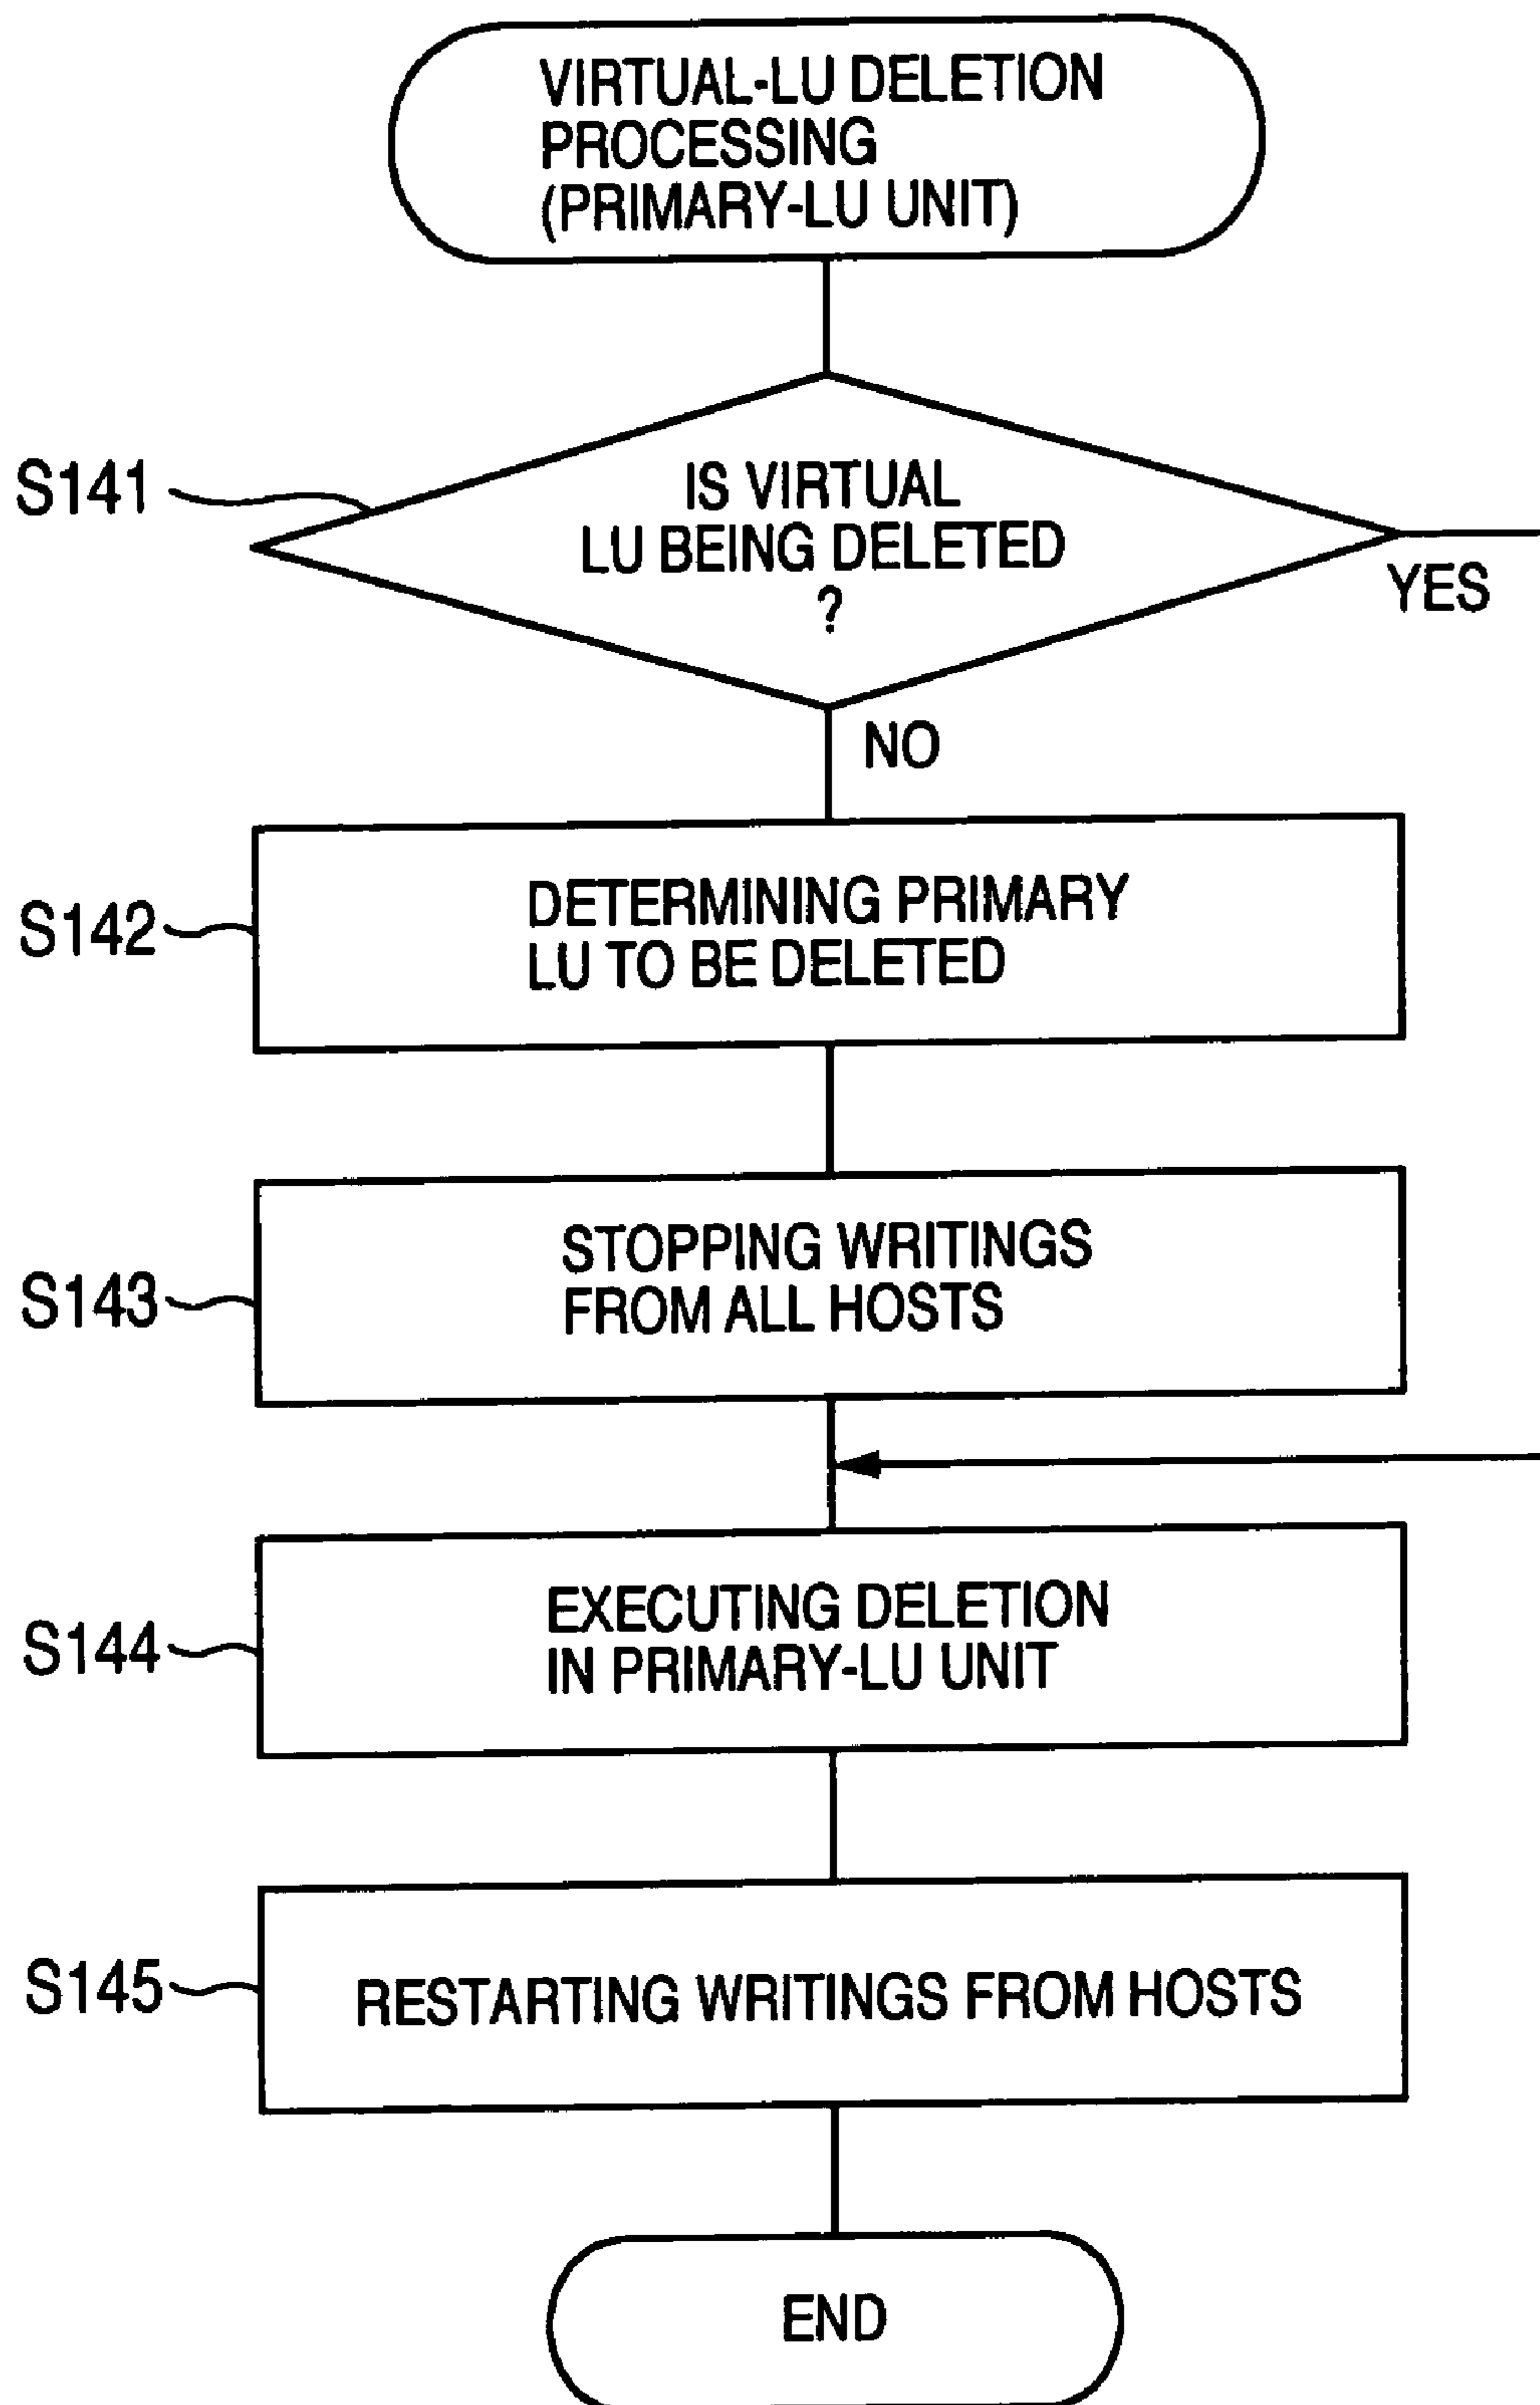 VIRTUAL-LU DELETION
PROCESSING
(PRIMARY-LU UNIT)
S141
IS VIRTUAL
LU BEING DELETED
?
YES
NO
S142
DETERMINING PRIMARY
LU TO BE DELETED
S143
STOPPING WRITINGS
FROM ALL HOSTS
S144
EXECUTING DELETION
IN PRIMARY-LU UNIT
S145
RESTARTING WRITINGS FROM HOSTS
END